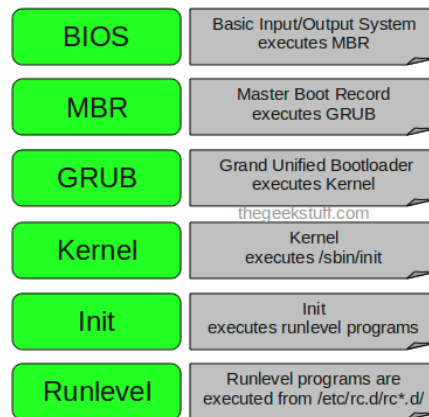 BIOS
Basic Input/Output System
executes MBR
MBR
Master Boot Record
executes GRUB
GRUB
Grand Unified Bootloader
executes Kernel
thegeekstuff.com
Kernel
Kernel
executes /sbin/init
Init
Init
executes runlevel programs
Runlevel
Runlevel programs are
executed from /etc/rc.d/rc*.d/